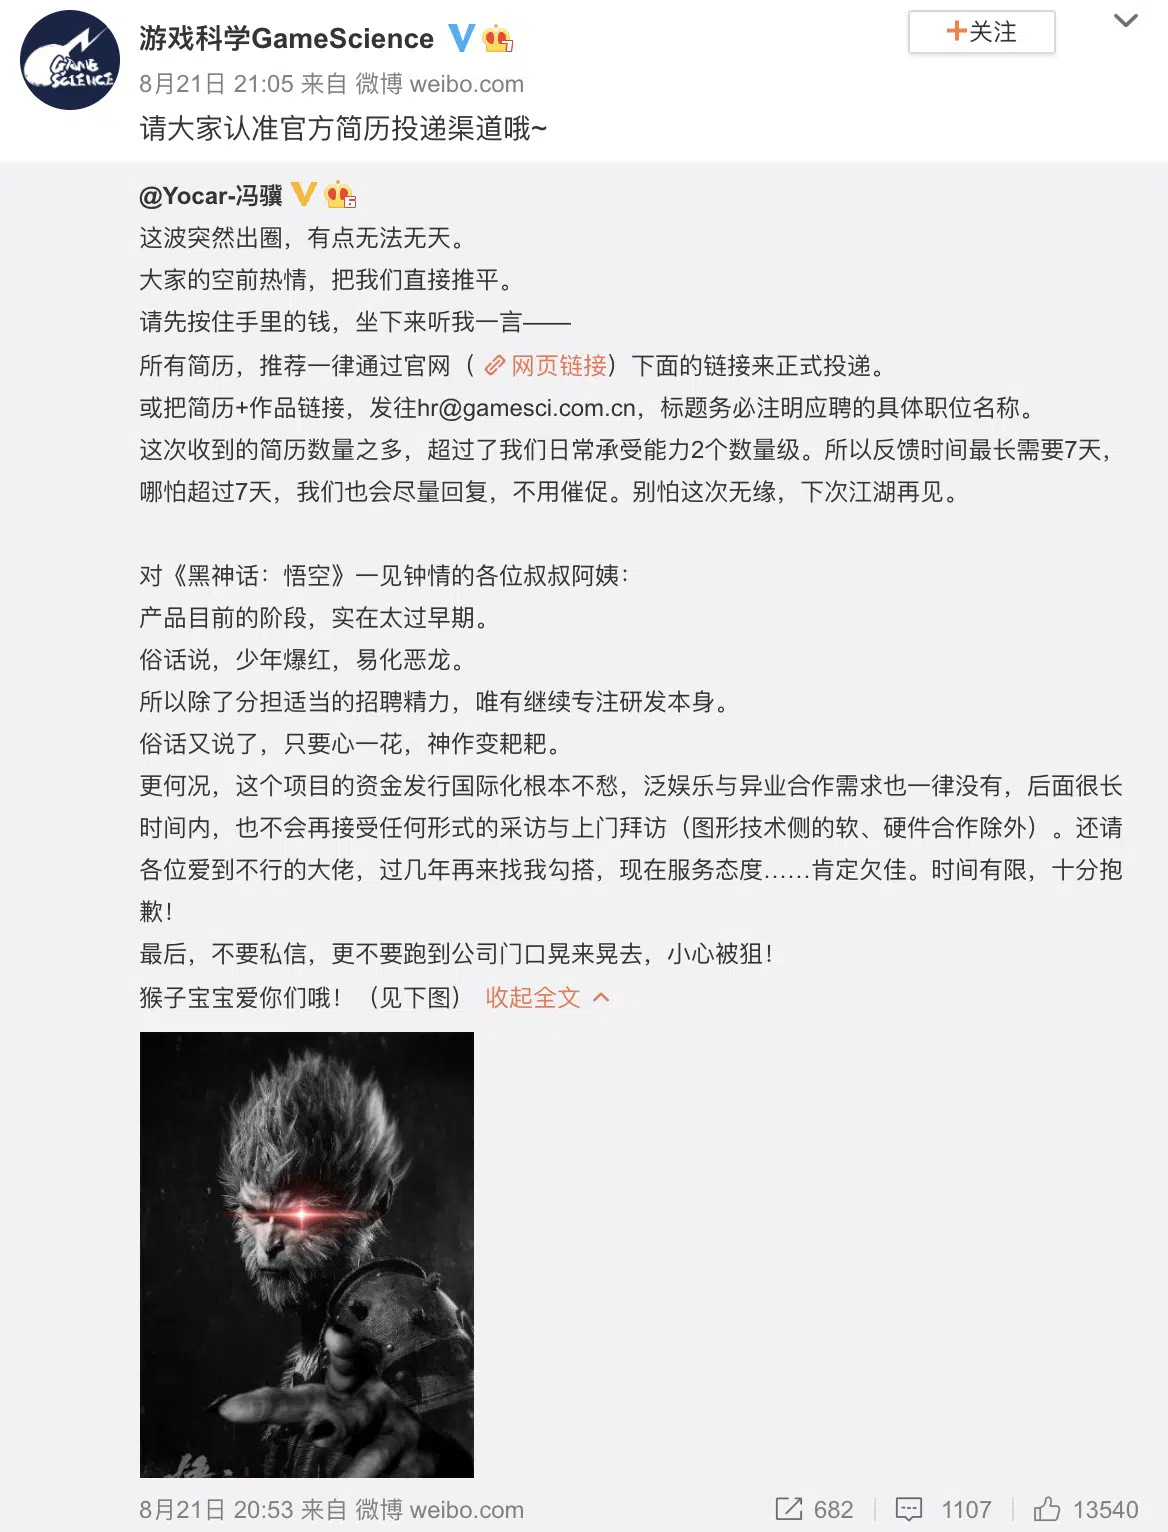 GAME
SCIENCE
游戏科学GameScience
+关注
8月21日 21:05 来自 微博 weibo.com
请大家认准官方简历投递渠道哦~
@Yocar-冯骥
这波突然出圈，有点无法无天。
大家的空前热情，把我们直接推平。
请先按住手里的钱，坐下来听我一言——
所有简历，推荐一律通过官网（ 网页链接）下面的链接来正式投递。
或把简历+作品链接，发往hr@gamesci.com.cn，标题务必注明应聘的具体职位名称。
这次收到的简历数量之多，超过了我们日常承受能力2个数量级。所以反馈时间最长需要7天，
哪怕超过7天，我们也会尽量回复，不用催促。别怕这次无缘，下次江湖再见。
对《黑神话：悟空》一见钟情的各位叔叔阿姨：
产品目前的阶段，实在太过早期。
俗话说，少年爆红，易化恶龙。
所以除了分担适当的招聘精力，唯有继续专注研发本身。
俗话又说了，只要心一花，神作变耙耙。
更何况，这个项目的资金发行国际化根本不愁，泛娱乐与异业合作需求也一律没有，后面很长
时间内，也不会再接受任何形式的采访与上门拜访（图形技术侧的软、硬件合作除外）。还请
各位爱到不行的大佬，过几年再来找我勾搭，现在服务态度……肯定欠佳。时间有限，十分抱
歉！
最后，不要私信，更不要跑到公司门口晃来晃去，小心被狙！
猴子宝宝爱你们哦！（见下图） 收起全文
8月21日 20:53 来自 微博 weibo.com
682
1107
13540